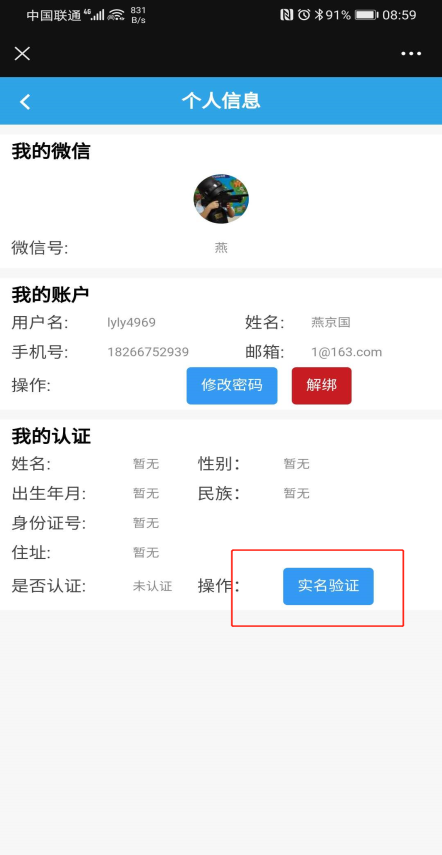 中国联通 46 831 B/s 91% 08:59
个人信息
我的微信
微信号: 燕
我的账户
用户名: lyly4969 姓名: 燕京国
手机号: 18266752939 邮箱: 1@163.com
操作: 修改密码 解绑
我的认证
姓名: 暂无 性别: 暂无
出生年月: 暂无 民族: 暂无
身份证号: 暂无
住址: 暂无
是否认证: 未认证 操作: 实名验证